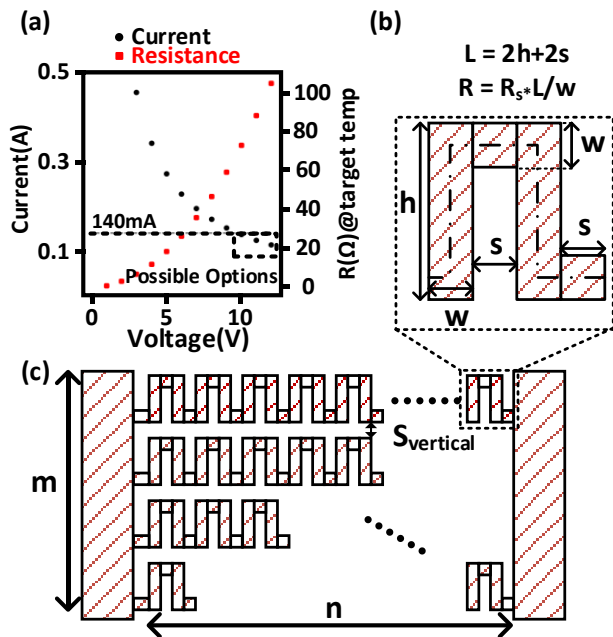 (a)
Current
Resistance
0.5
0.3
0.1
Current(A)
140mA
Possible Options
100
80
60
40
20
0
R(Ω)@target temp
0
5
10
Voltage(V)
(b)
L = 2h+2s
R = Rs*L/w
h
w
s
s
w
(c)
m
Svertical
n